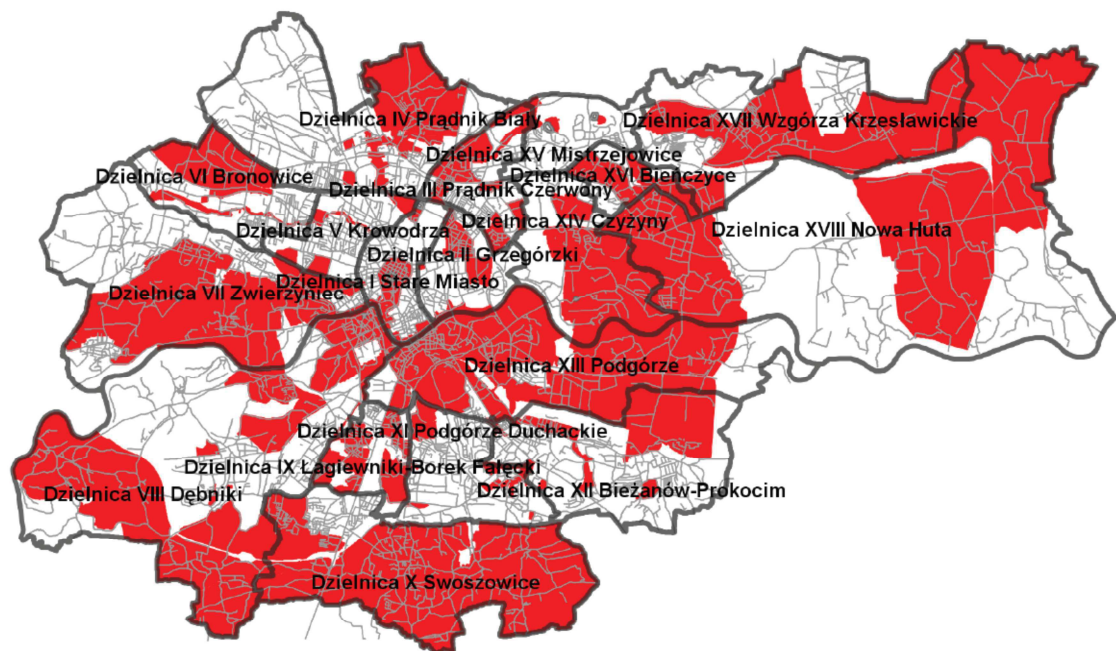 Dzielnica IV Prądnik Biały
Dzielnica XVII Wzgórza Krzesławickie
Dzielnica XV Mistrzejowice
Dzielnica VI Bronowice
Dzielnica XVI Bieńczyce
Dzielnica III Prądnik Czerwony
Dzielnica XIV Czyżyny
Dzielnica V Krowodrza
Dzielnica XVIII Nowa Huta
Dzielnica II Grzegórzki
Dzielnica I Stare Miasto
Dzielnica VII Zwierzyniec
Dzielnica XIII Podgórze
Dzielnica XI Podgórze Duchackie
Dzielnica IX Łagiewniki-Borek Fałęcki
Dzielnica VIII Dębniki
Dzielnica XII Bieżanów-Prokocim
Dzielnica X Swoszowice